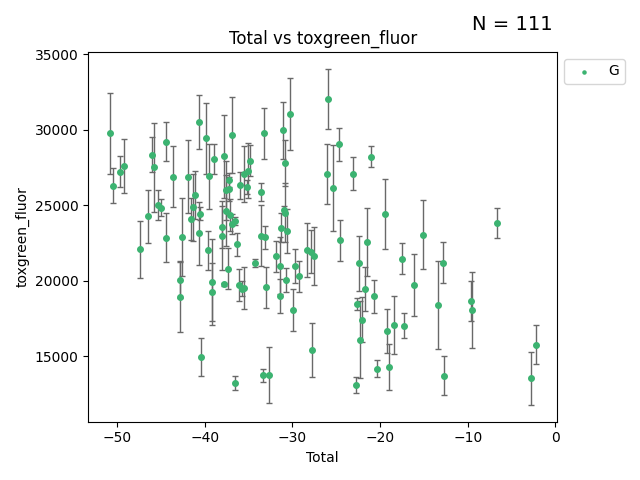 N = 111
Total vs toxgreen_fluor
G
35000
30000
25000
20000
15000
toxgreen_fluor
−50 −40 −30 −20 −10 0
Total